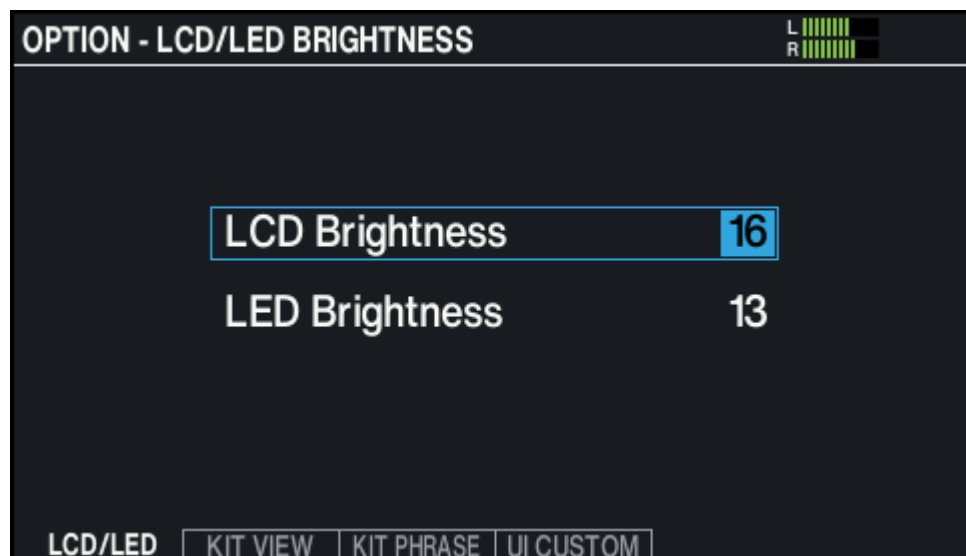 OPTION - LCD/LED BRIGHTNESS
L
R
LCD Brightness 16
LED Brightness 13
LCD/LED KIT VIEW KIT PHRASE UI CUSTOM